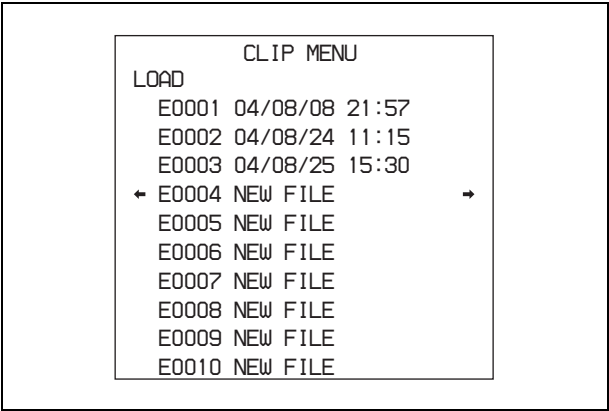 CLIP MENU
LOAD
E0001 04/08/08 21:57
E0002 04/08/24 11:15
E0003 04/08/25 15:30
← E0004 NEW FILE →
E0005 NEW FILE
E0006 NEW FILE
E0007 NEW FILE
E0008 NEW FILE
E0009 NEW FILE
E0010 NEW FILE